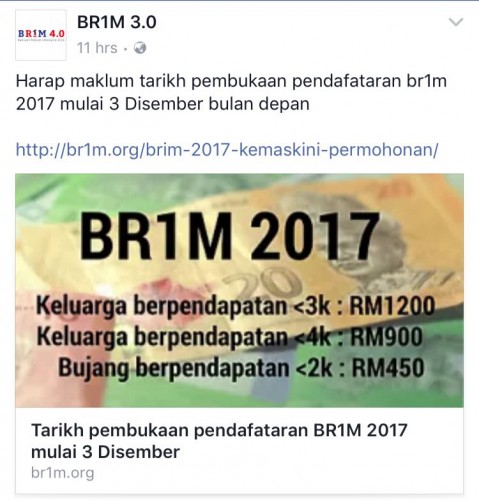 BR1M 4.0
BR1M 3.0
11 hrs ·
Harap maklum tarikh pembukaan pendafataran br1m
2017 mulai 3 Disember bulan depan
http://br1m.org/brim-2017-kemaskini-permohonan/
BR1M 2017
20
Keluarga berpendapatan <3k : RM1200
Keluarga berpendapatan <4k : RM900
Bujang berpendapatan <2k : RM450
Tarikh pembukaan pendafataran BR1M 2017
mulai 3 Disember
br1m.org